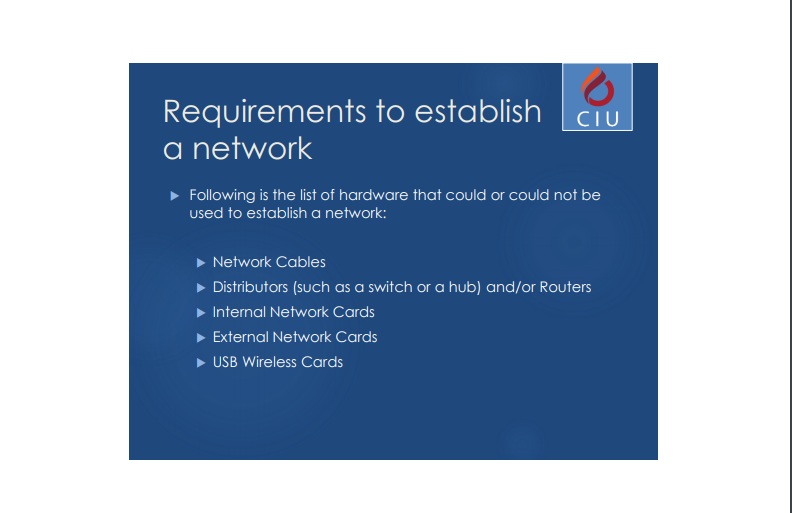 Requirements to establish
a network
CIU
Following is the list of hardware that could or could not be
used to establish a network:
Network Cables
Distributors (such as a switch or a hub) and/or Routers
Internal Network Cards
External Network Cards
USB Wireless Cards